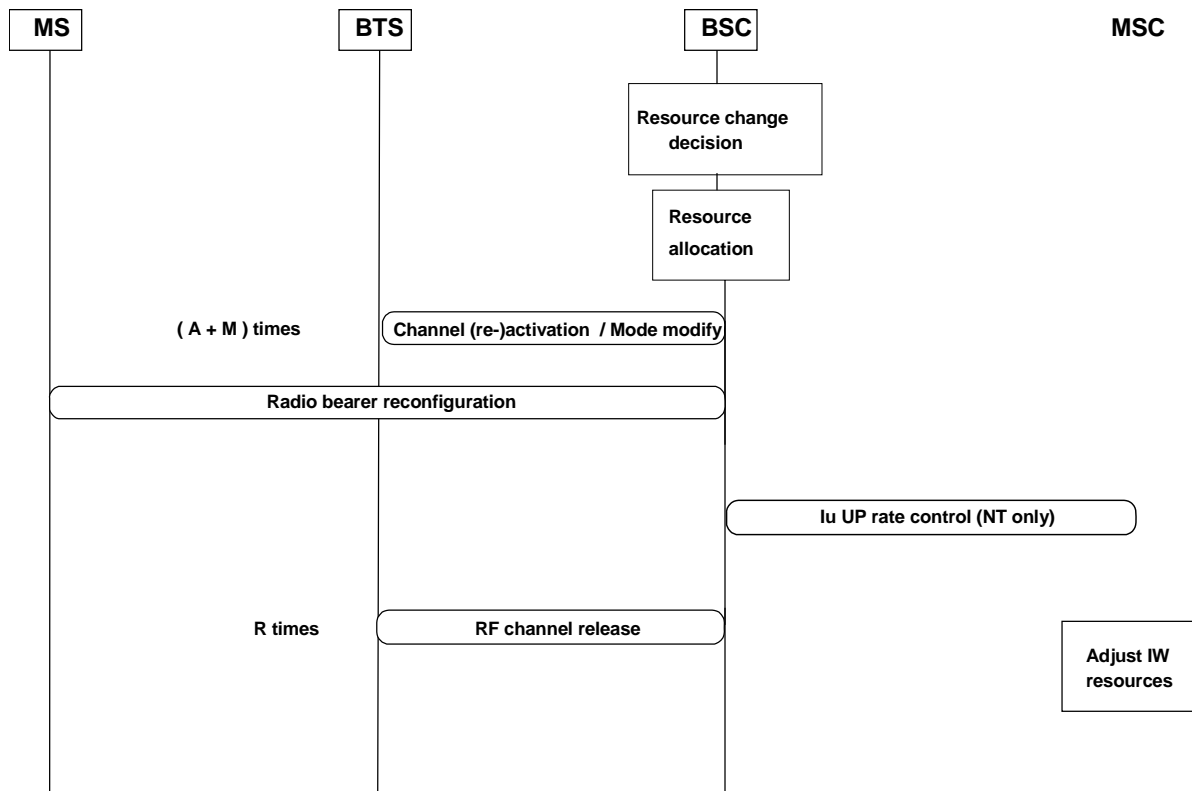 MS BTS BSC MSC
Resource change
decision
Resource
allocation
( A + M ) times Channel (re-)activation / Mode modify
Radio bearer reconfiguration
Iu UP rate control (NT only)
R times RF channel release
Adjust IW
resources